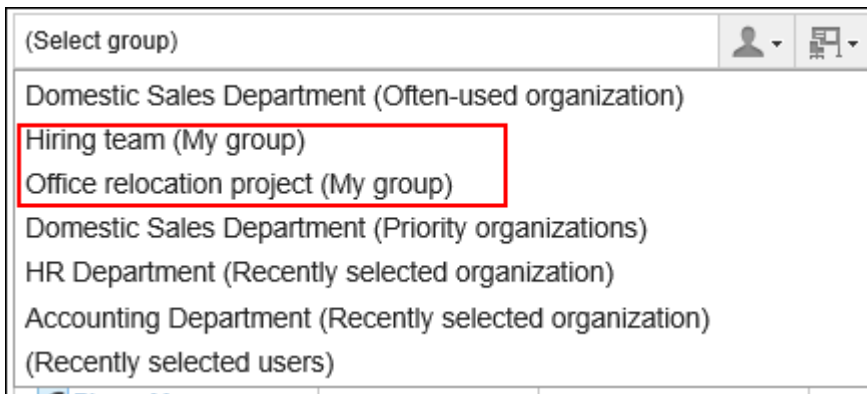 (Select group)
Domestic Sales Department (Often-used organization)
Hiring team (My group)
Office relocation project (My group)
Domestic Sales Department (Priority organizations)
HR Department (Recently selected organization)
Accounting Department (Recently selected organization)
(Recently selected users)